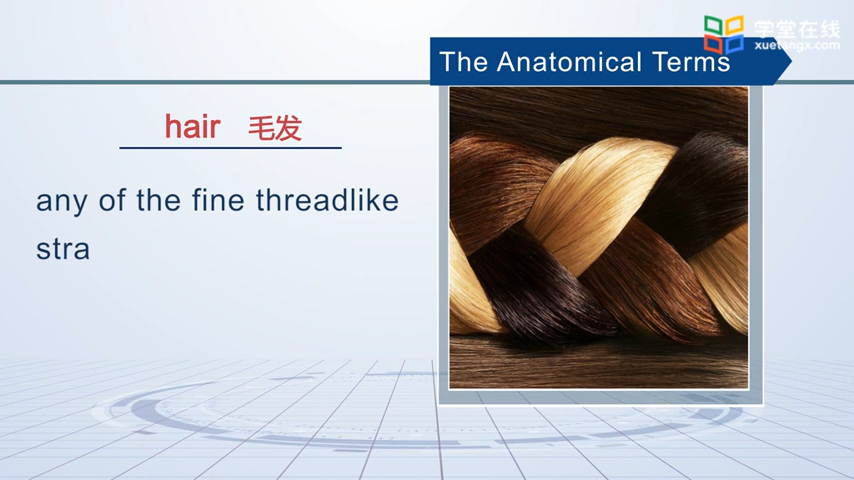 学堂在线
xuetangx.com
The Anatomical Terms
hair 毛发
any of the fine threadlike
stra